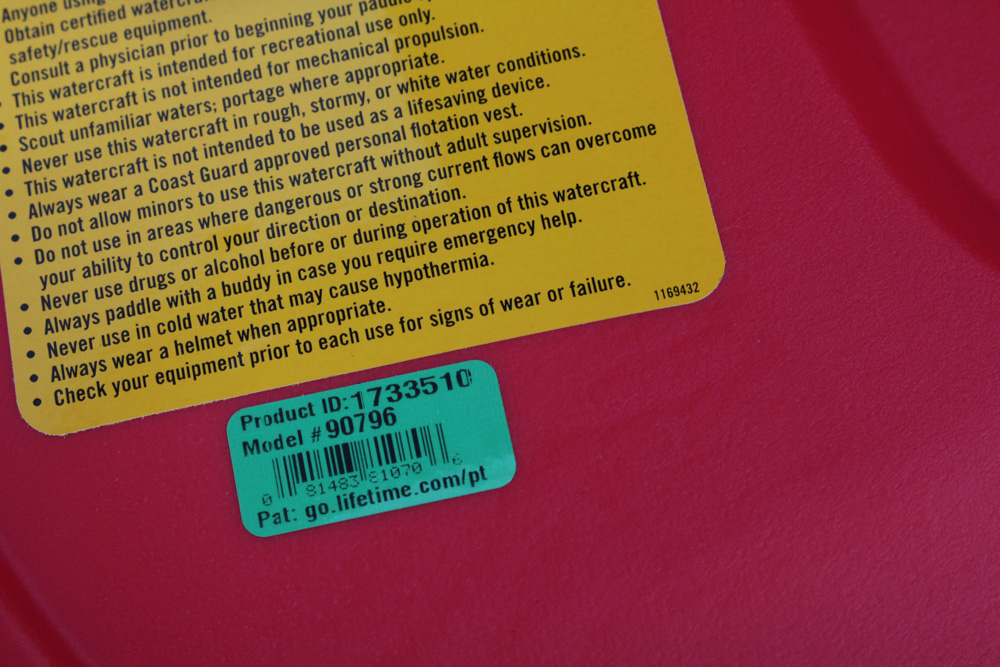 Anyone using
Obtain certified watercraft
safety/rescue equipment.
Consult a physician prior to beginning your paddle
• This watercraft is intended for recreational use only.
• This watercraft is not intended for mechanical propulsion.
• Scout unfamiliar waters; portage where appropriate.
• Never use this watercraft in rough, stormy, or white water conditions.
• This watercraft is not intended to be used as a lifesaving device.
• Always wear a Coast Guard approved personal flotation vest.
• Do not allow minors to use this watercraft without adult supervision.
• Do not use in areas where dangerous or strong current flows can overcome
your ability to control your direction or destination.
• Never use drugs or alcohol before or during operation of this watercraft.
• Always paddle with a buddy in case you require emergency help.
• Never use in cold water that may cause hypothermia.
• Always wear a helmet when appropriate.
• Check your equipment prior to each use for signs of wear or failure.
1169432
Product ID:1733510
Model #90796
0 81483 81070 6
Pat: go.lifetime.com/pt